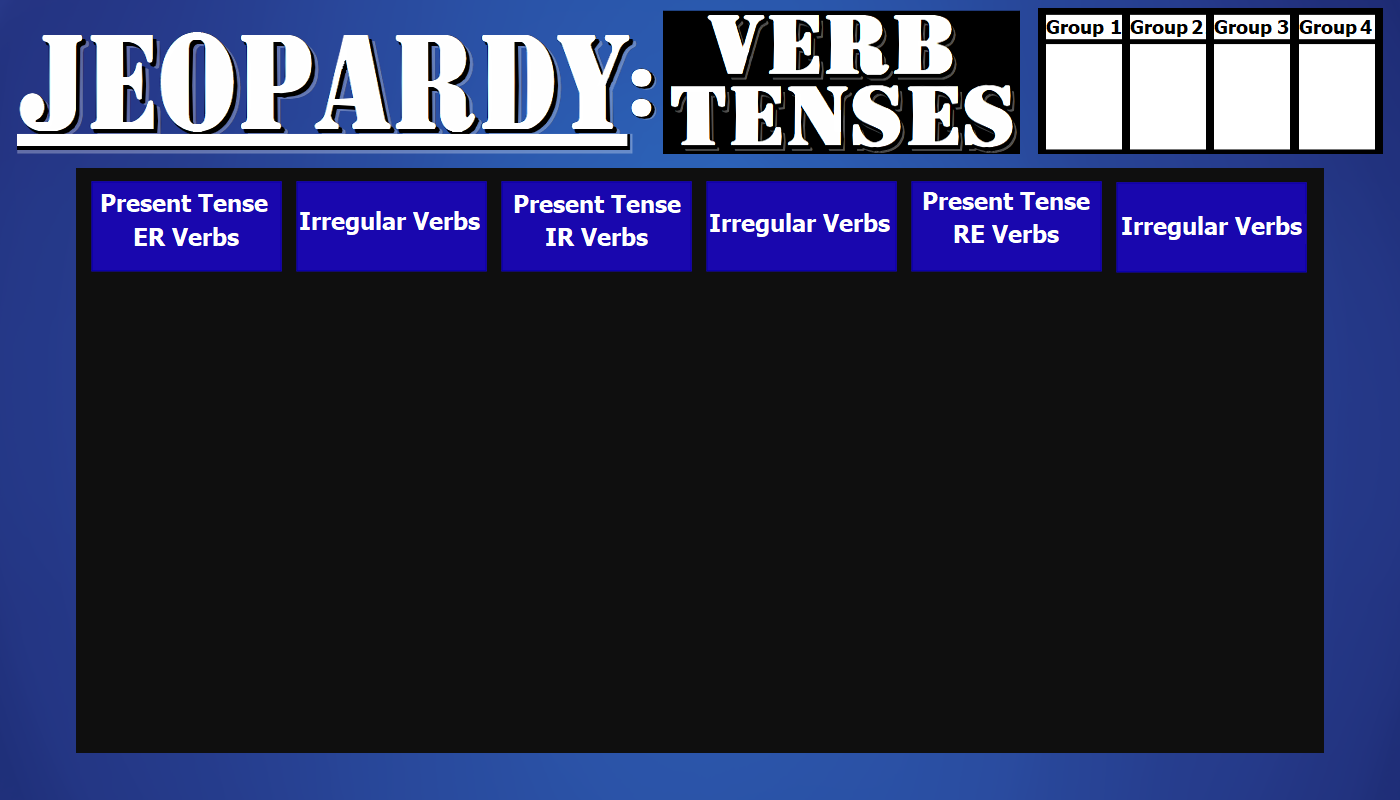 JEOPARDY:
VERB
TENSES
Group 1
Group 2
Group 3
Group 4
Present Tense
ER Verbs
Irregular Verbs
Present Tense
IR Verbs
Irregular Verbs
Present Tense
RE Verbs
Irregular Verbs